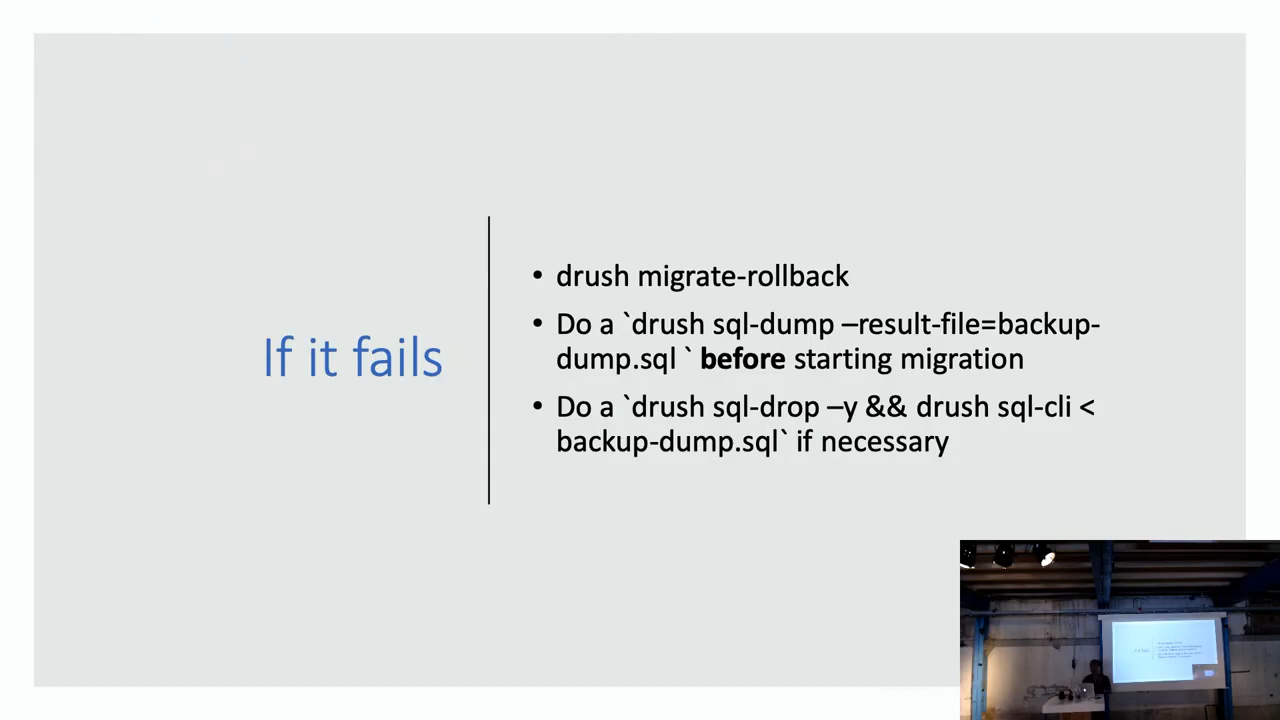 If it fails
• drush migrate-rollback
• Do a `drush sql-dump –result-file=backup-
dump.sql ` before starting migration
• Do a `drush sql-drop –y && drush sql-cli <
backup-dump.sql` if necessary